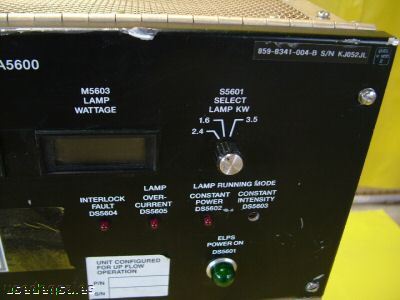 A5600
859-8341-004-B S/N KJ052JL
M5603
LAMP
WATTAGE
S5601
SELECT
LAMP KW
1.6
3.5
2.4
LAMP RUNNING MODE
INTERLOCK
FAULT
DS5604
LAMP
OVER-
CURRENT
DS5605
CONSTANT
POWER
DS5602
CONSTANT
INTENSITY
DS5603
ELPS
POWER ON
DS5601
UNIT CONFIGURED
FOR UP FLOW
OPERATION
P/N
S/N